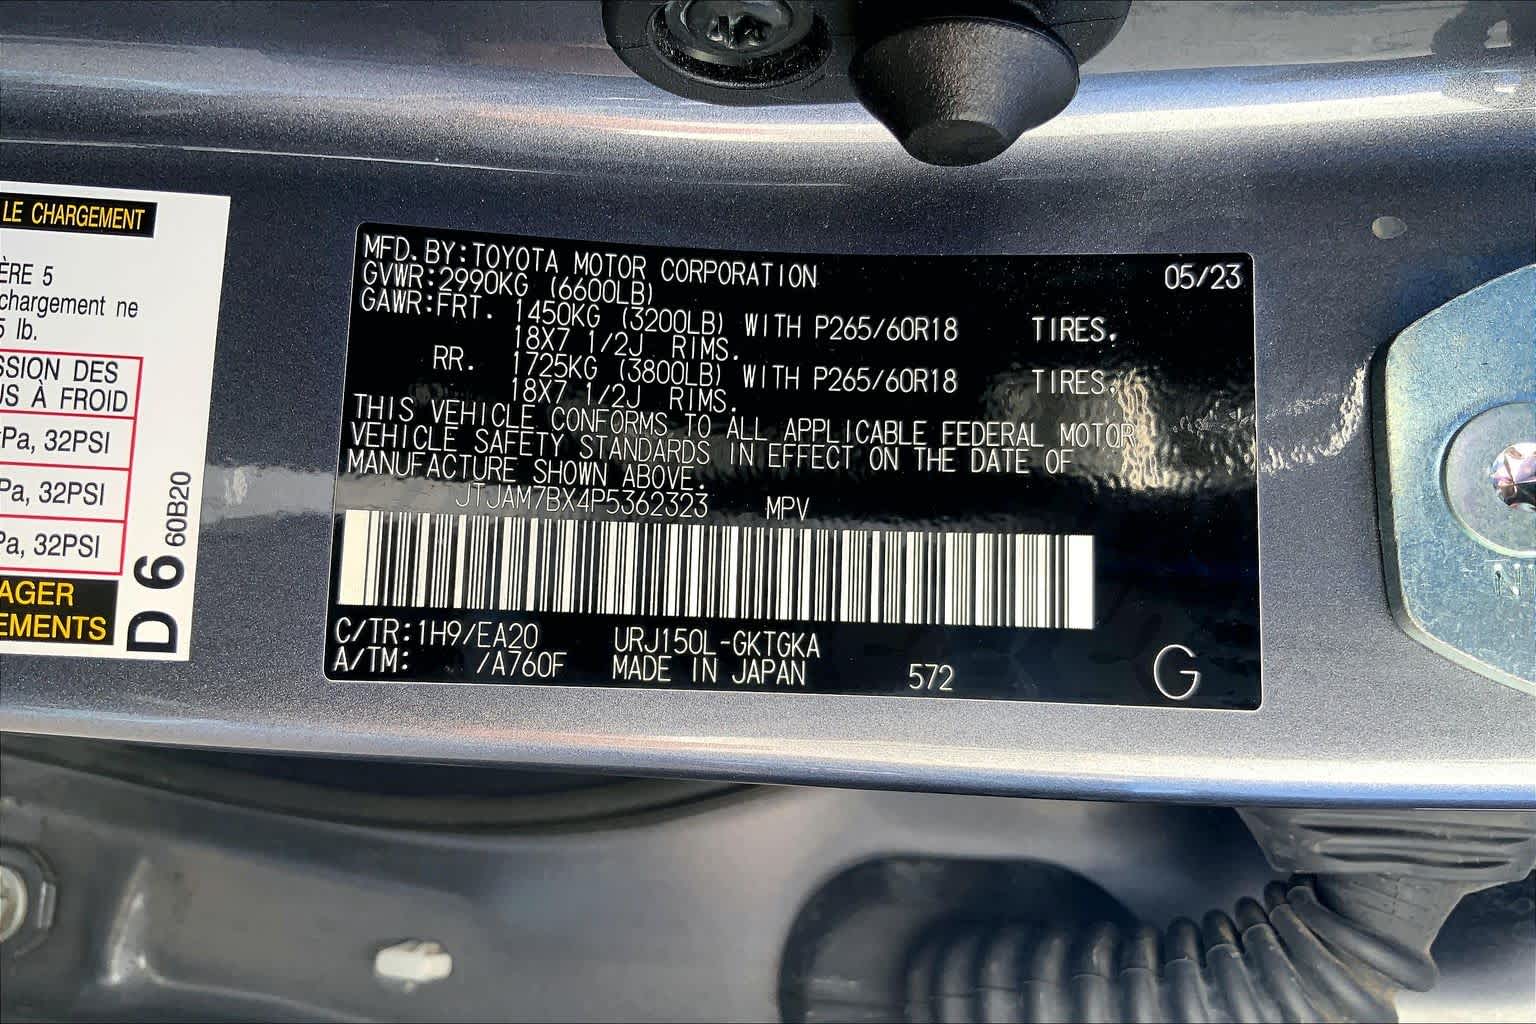 LE CHARGEMENT
ÈRE 5
chargement ne
5 lb.
SSION DES
US À FROID
Pa, 32PSI
Pa, 32PSI
Pa, 32PSI
AGER
EMENTS
D 6 60B20
MFD. BY:TOYOTA MOTOR CORPORATION 05/23
GVWR:2990KG (6600LB)
GAWR:FRT. 1450KG (3200LB) WITH P265/60R18 TIRES.
18X7 1/2J RIMS.
RR. 1725KG (3800LB) WITH P265/60R18 TIRES.
18X7 1/2J RIMS.
THIS VEHICLE CONFORMS TO ALL APPLICABLE FEDERAL MOTOR
VEHICLE SAFETY STANDARDS IN EFFECT ON THE DATE OF
MANUFACTURE SHOWN ABOVE.
JTJAM7BX4P5362323 MPV
C/TR:1H9/EA20 URJ150L-GKTGKA
A/TM: /A760F MADE IN JAPAN 572 G